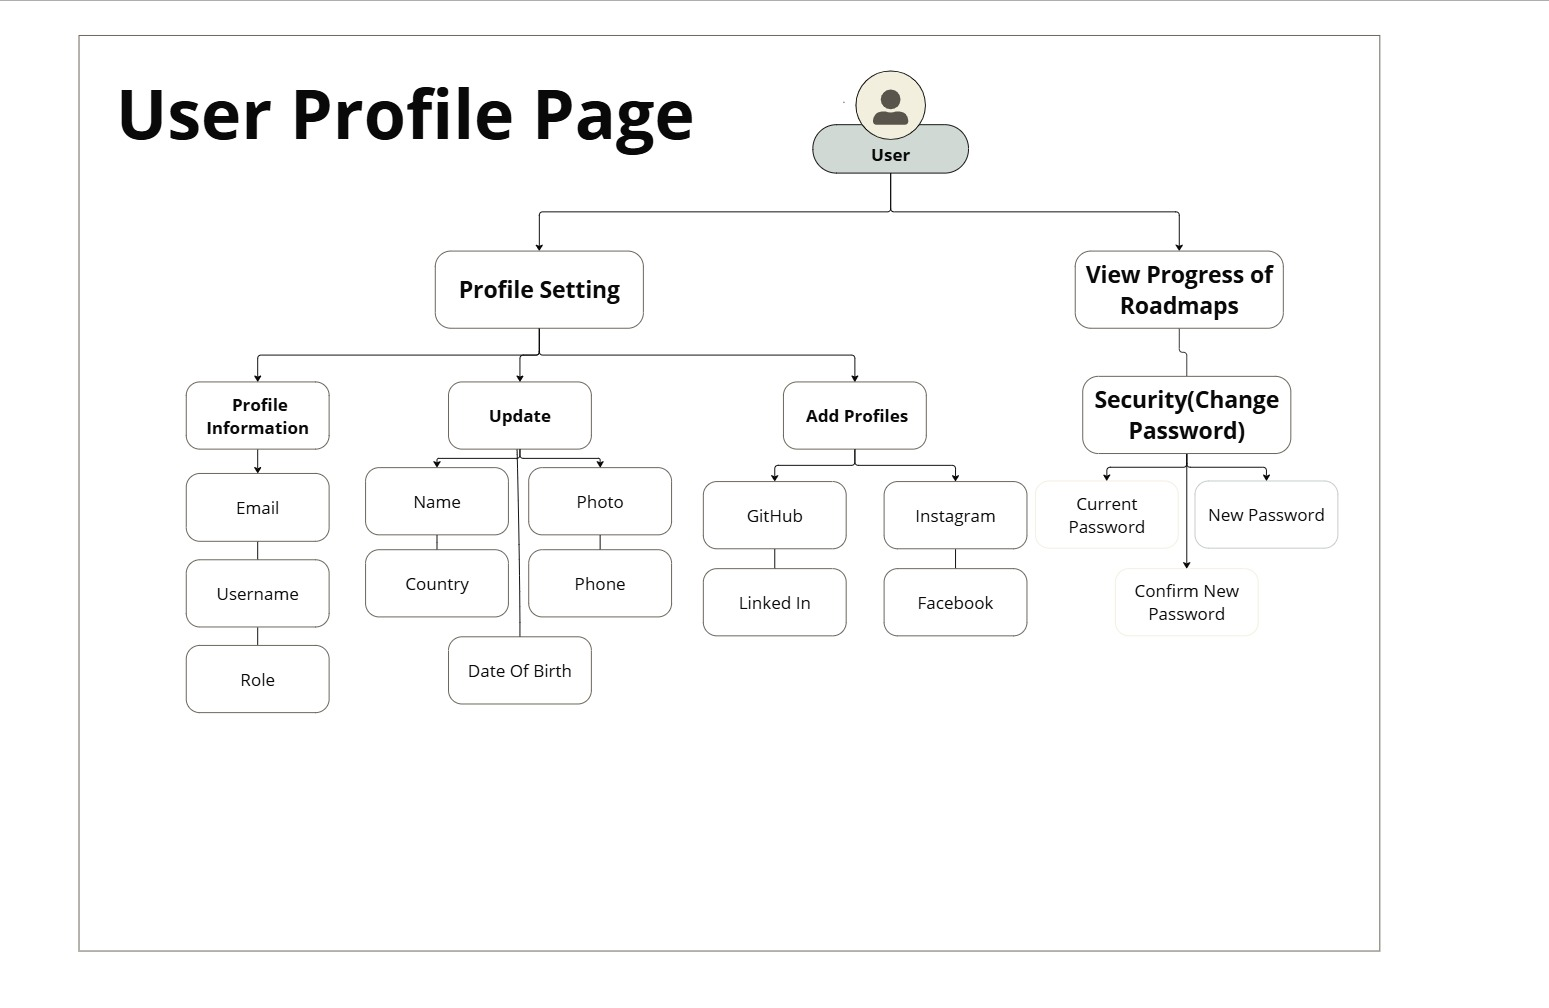 User Profile Page
User
Profile Setting
View Progress of
Roadmaps
Profile
Information
Update
Add Profiles
Security(Change
Password)
Email
Name
Photo
GitHub
Instagram
Current
Password
New Password
Username
Country
Phone
Linked In
Facebook
Confirm New
Password
Role
Date Of Birth